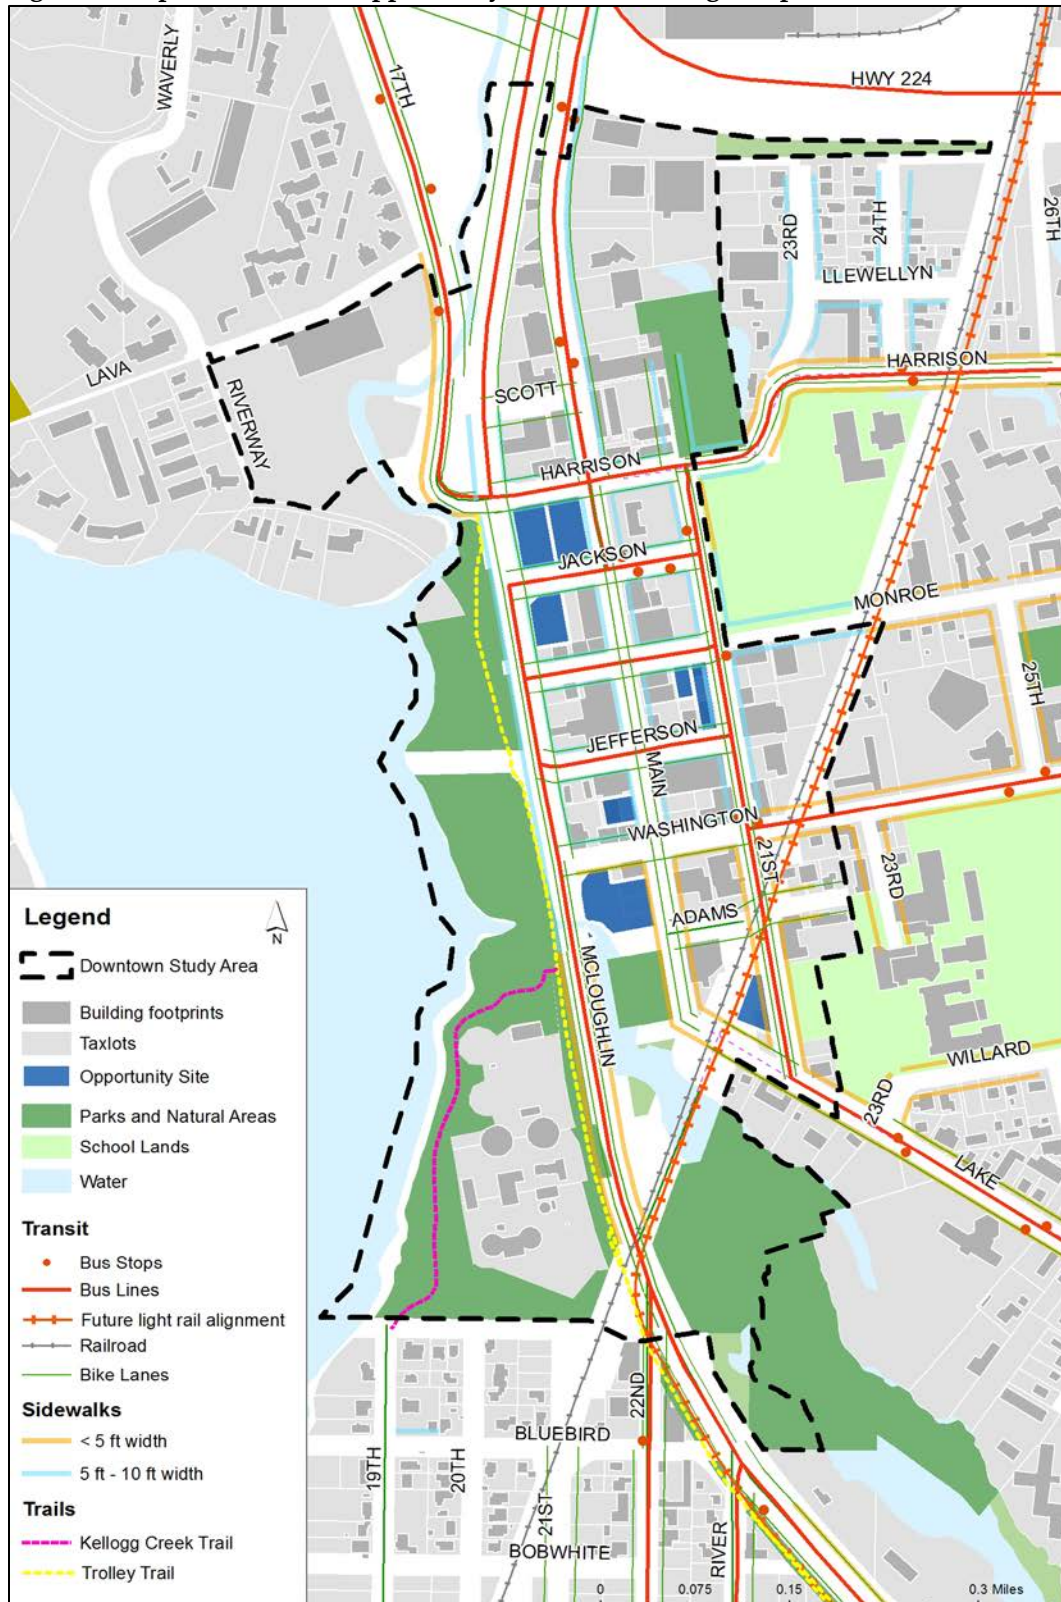 WAVERLY
17TH
HWY 224
23RD
24TH
26TH
LLEWELLYN
HARRISON
LAVA
RIVERWAY
SCOTT
HARRISON
JACKSON
MONROE
25TH
JEFFERSON
MAIN
WASHINGTON
21ST
23RD
ADAMS
MCLOUGHLIN
WILLARD
23RD
LAKE
22ND
BLUEBIRD
19TH
20TH
21ST
BOBWHITE
RIVER
Legend
N
Downtown Study Area
Building footprints
Taxlots
Opportunity Site
Parks and Natural Areas
School Lands
Water
Transit
Bus Stops
Bus Lines
Future light rail alignment
Railroad
Bike Lanes
Sidewalks
< 5 ft width
5 ft - 10 ft width
Trails
Kellogg Creek Trail
Trolley Trail
0 0.075 0.15 0.3 Miles